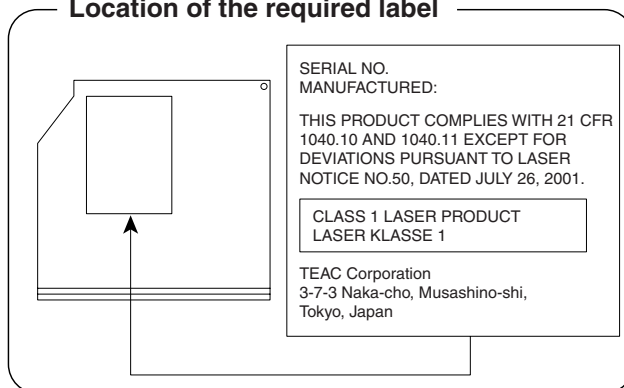 Location of the required label
SERIAL NO.
MANUFACTURED:
THIS PRODUCT COMPLIES WITH 21 CFR
1040.10 AND 1040.11 EXCEPT FOR
DEVIATIONS PURSUANT TO LASER
NOTICE NO.50, DATED JULY 26, 2001.
CLASS 1 LASER PRODUCT
LASER KLASSE 1
TEAC Corporation
3-7-3 Naka-cho, Musashino-shi,
Tokyo, Japan